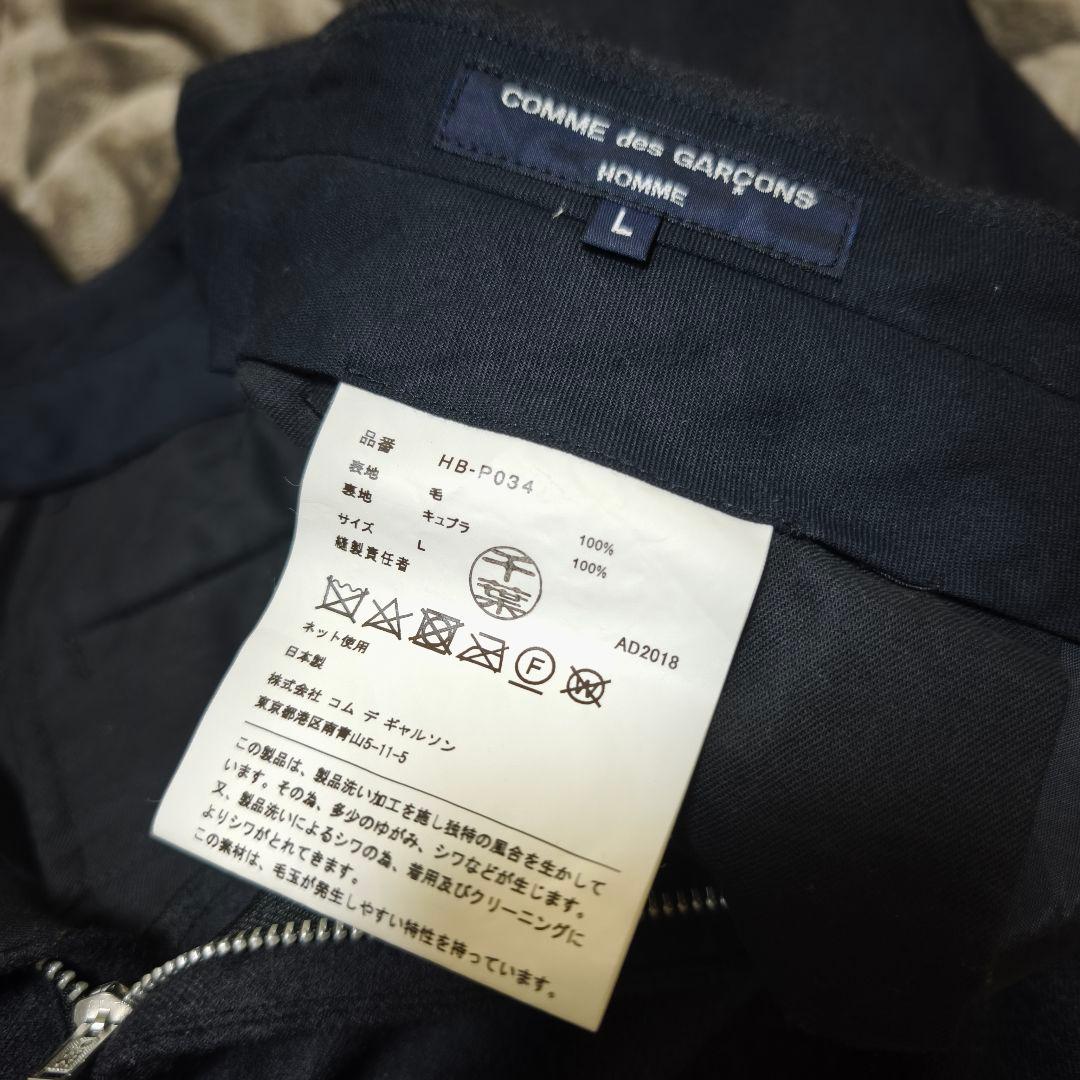 COMME des GARÇONS
HOMME
L
品番 HB-P034
表地 毛 100%
裏地 キュプラ 100%
サイズ L
縫製責任者 千葉
AD2018
F
W
ネット使用
日本製
株式会社 コム デ ギャルソン
東京都港区南青山5-11-5
この製品は、製品洗い加工を施し独特の風合を生かして
います。その為、多少のゆがみ、シワなどが生じます。
又、製品洗いによるシワの為、着用及びクリーニングに
よりシワがとれてきます。
この素材は、毛玉が発生しやすい特性を持っています。